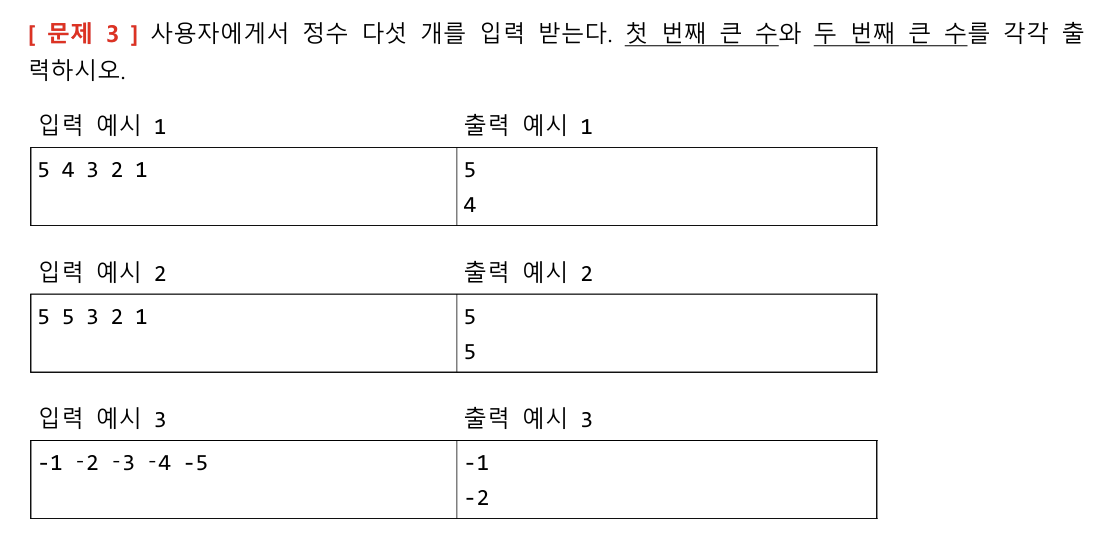 [ 문제 3 ] 사용자에게서 정수 다섯 개를 입력 받는다. 첫 번째 큰 수와 두 번째 큰 수를 각각 출
력하시오.
입력 예시 1 출력 예시 1
5 4 3 2 1 5
4
입력 예시 2 출력 예시 2
5 5 3 2 1 5
5
입력 예시 3 출력 예시 3
-1 -2 -3 -4 -5 -1
-2